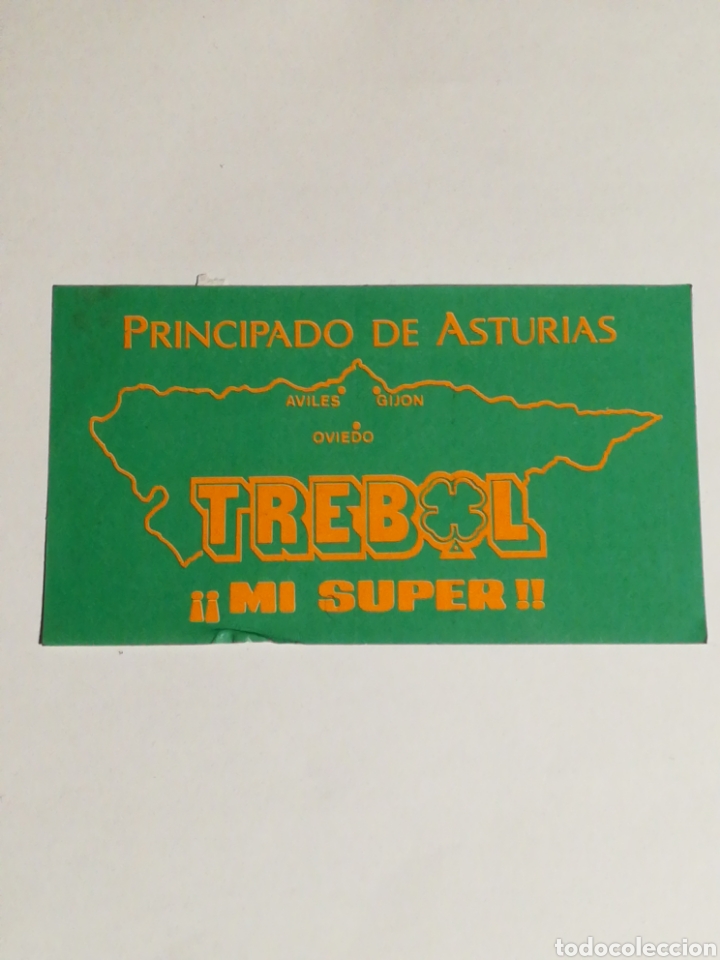 PRINCIPADO DE ASTURIAS
AVILES GIJON
OVIEDO
TREBOL
¡¡MI SUPER!!
todocoleccion